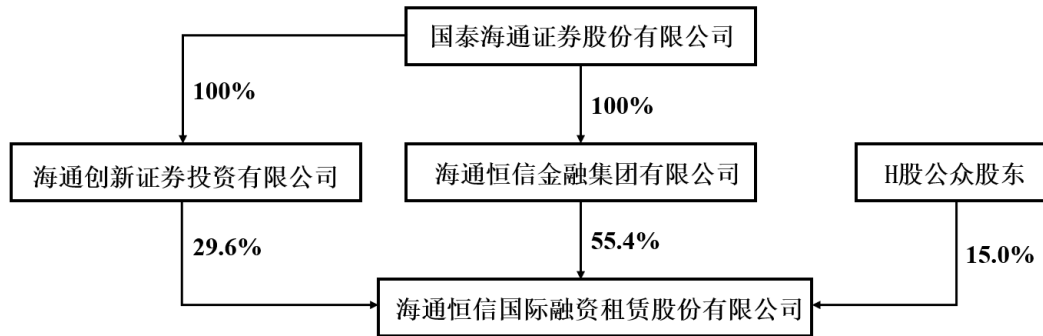 国泰海通证券股份有限公司
100%
100%
海通创新证券投资有限公司
海通恒信金融集团有限公司
H股公众股东
29.6%
55.4%
15.0%
海通恒信国际融资租赁股份有限公司